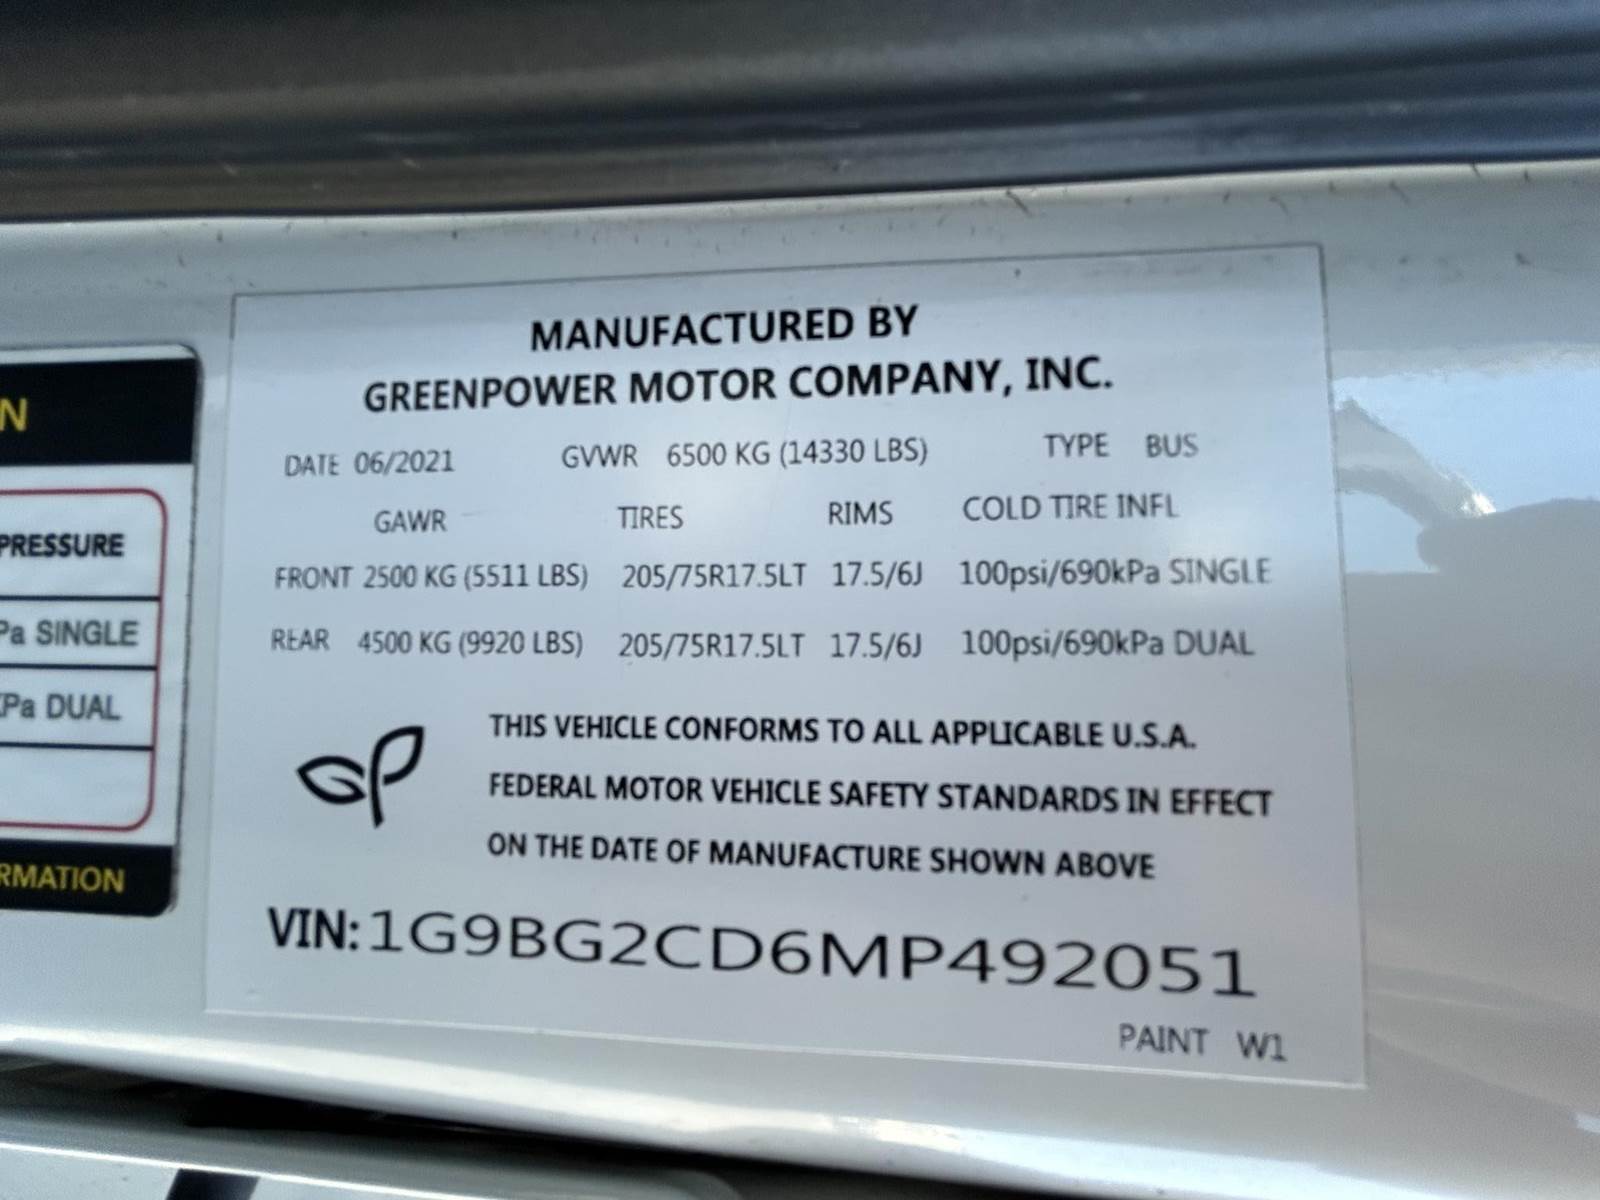 MANUFACTURED BY
GREENPOWER MOTOR COMPANY, INC.
DATE 06/2021 GVWR 6500 KG (14330 LBS) TYPE BUS
GAWR TIRES RIMS COLD TIRE INFL
FRONT 2500 KG (5511 LBS) 205/75R17.5LT 17.5/6J 100psi/690kPa SINGLE
REAR 4500 KG (9920 LBS) 205/75R17.5LT 17.5/6J 100psi/690kPa DUAL
GP
THIS VEHICLE CONFORMS TO ALL APPLICABLE U.S.A.
FEDERAL MOTOR VEHICLE SAFETY STANDARDS IN EFFECT
ON THE DATE OF MANUFACTURE SHOWN ABOVE
VIN:1G9BG2CD6MP492051
PAINT W1
N
PRESSURE
Pa SINGLE
kPa DUAL
RMATION